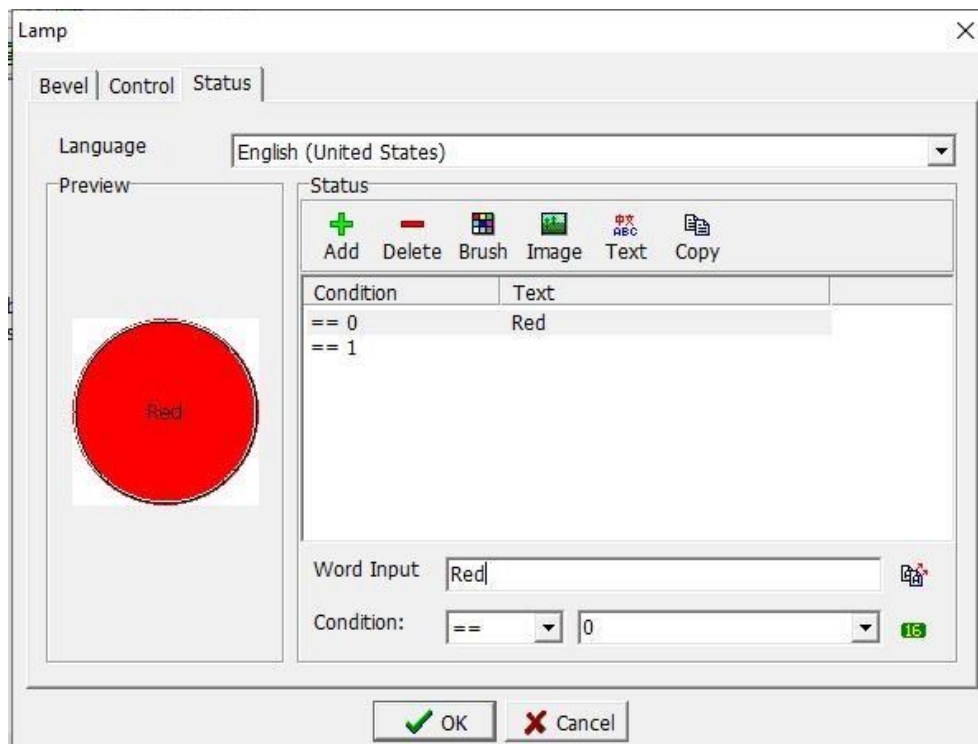 Lamp
Bevel Control Status
Language English (United States)
Preview
Red
Status
Add Delete Brush Image Text Copy
中文
ABC
Condition Text
== 0 Red
== 1
Word Input Red
Condition: == 0
16
OK Cancel